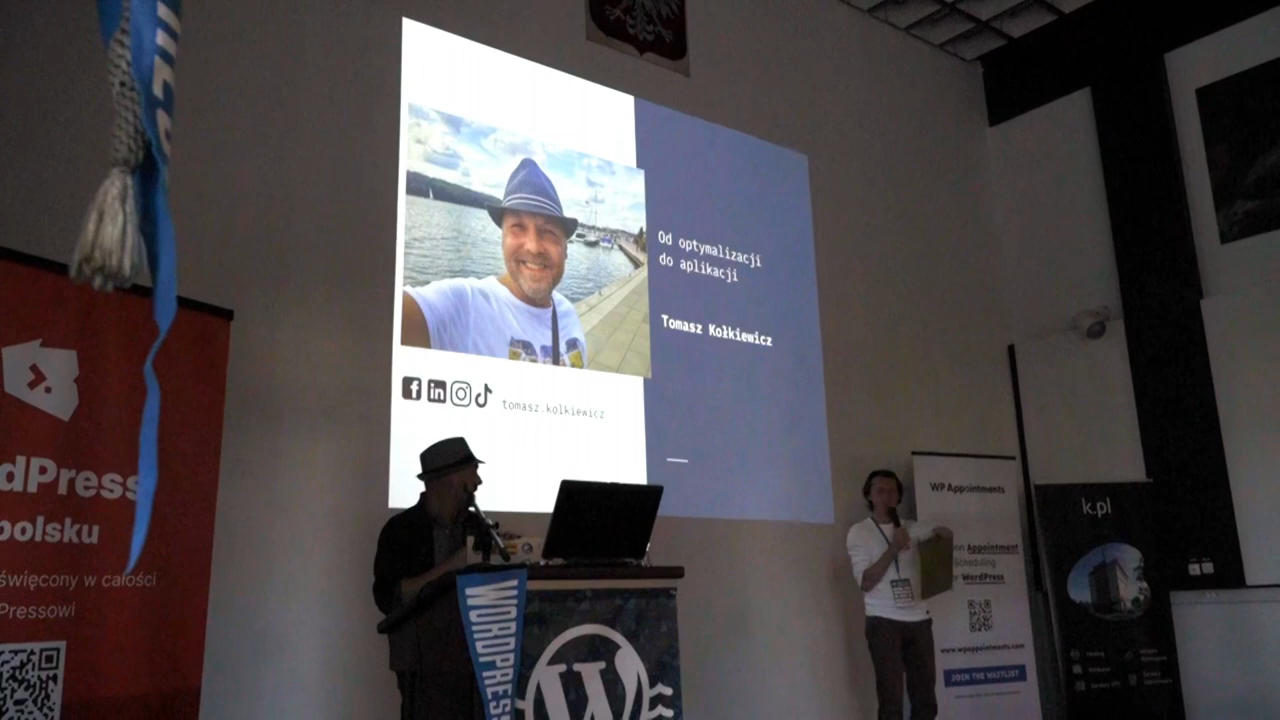 Od optymalizacji
do aplikacji
Tomasz Kołkiewicz
f in
tomasz.kolkiewicz
dPress
polsku
święcony w całości
Pressowi
WORDPRESS
W
WP Appointments
Appointment
Scheduling
WordPress
www.wpappointments.com
JOIN THE WAITLIST
k.pl